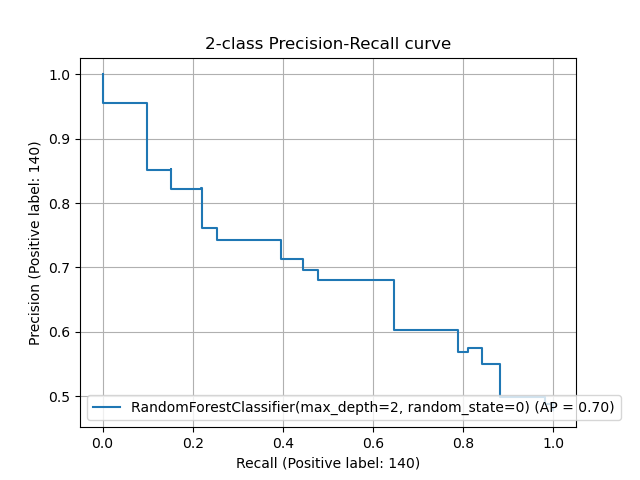 2-class Precision-Recall curve
1.0
0.9
0.8
0.7
0.6
0.5
Precision (Positive label: 140)
RandomForestClassifier(max_depth=2, random_state=0) (AP = 0.70)
0.0 0.2 0.4 0.6 0.8 1.0
Recall (Positive label: 140)